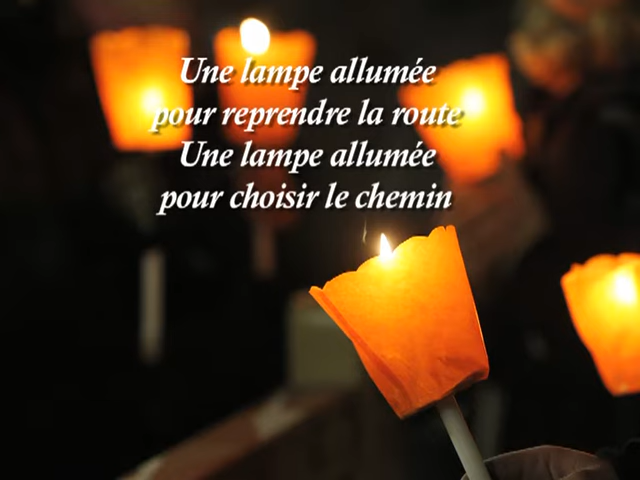 Une lampe allumée
pour reprendre la route
Une lampe allumée
pour choisir le chemin